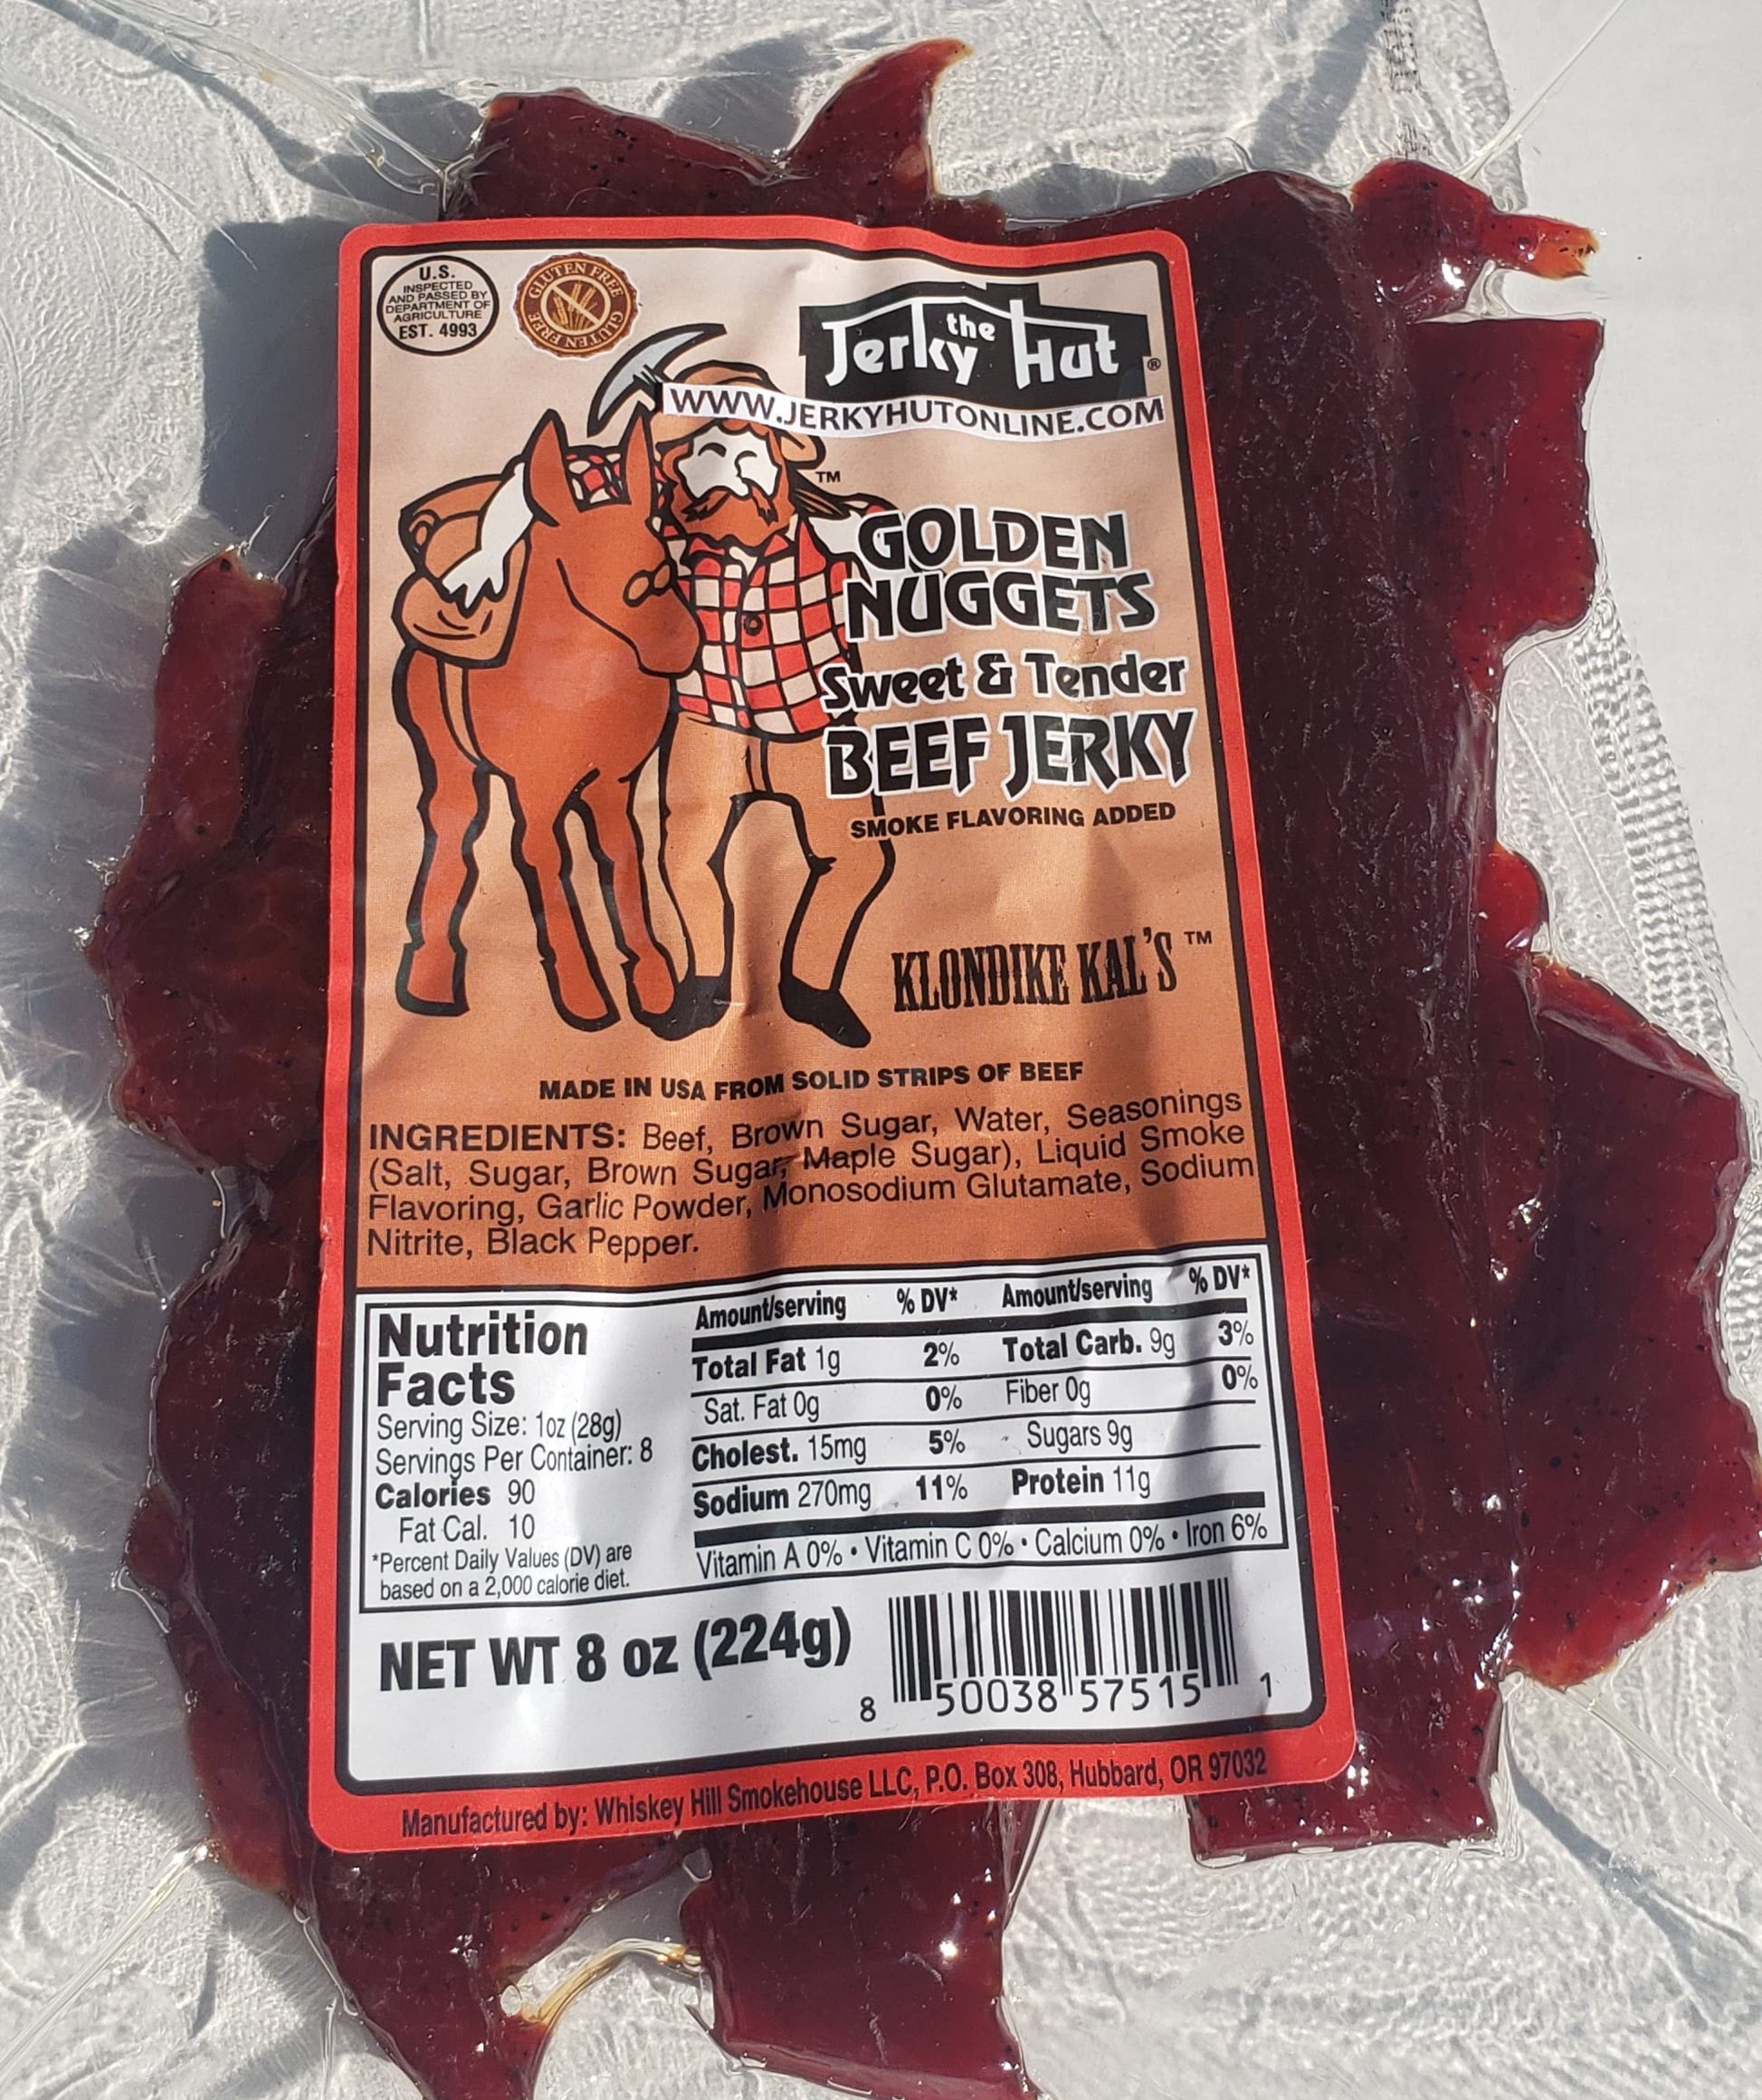 U.S.
INSPECTED
AND PASSED BY
DEPARTMENT OF
AGRICULTURE
EST. 4993
GLUTEN FREE
GLUTEN FREE
the
Jerky Hut®
WWW.JERKYHUTONLINE.COM
TM
GOLDEN
NUGGETS
Sweet & Tender
BEEF JERKY
SMOKE FLAVORING ADDED
KLONDIKE KAL'S™
MADE IN USA FROM SOLID STRIPS OF BEEF
INGREDIENTS: Beef, Brown Sugar, Water, Seasonings
(Salt, Sugar, Brown Sugar, Maple Sugar), Liquid Smoke
Flavoring, Garlic Powder, Monosodium Glutamate, Sodium
Nitrite, Black Pepper.
Nutrition
Facts
Serving Size: 1oz (28g)
Servings Per Container: 8
Calories 90
Fat Cal. 10
*Percent Daily Values (DV) are
based on a 2,000 calorie diet.
Amount/serving % DV* Amount/serving % DV*
Total Fat 1g 2% Total Carb. 9g 3%
Sat. Fat 0g 0% Fiber 0g 0%
Cholest. 15mg 5% Sugars 9g
Sodium 270mg 11% Protein 11g
Vitamin A 0% • Vitamin C 0% • Calcium 0% • Iron 6%
NET WT 8 oz (224g)
8 50038 57515 1
Manufactured by: Whiskey Hill Smokehouse LLC, P.O. Box 308, Hubbard, OR 97032